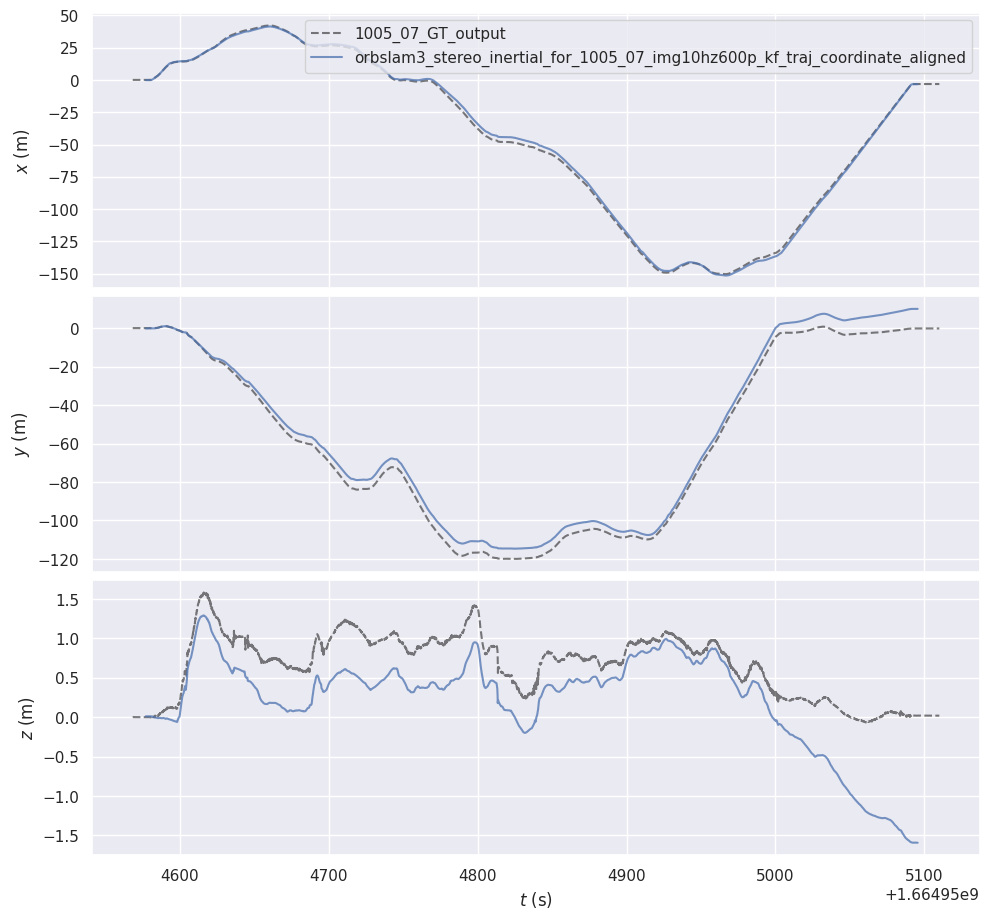 1005_07_GT_output
orbslam3_stereo_inertial_for_1005_07_img10hz600p_kf_traj_coordinate_aligned
50
25
0
−25
−50
−75
−100
−125
−150
x (m)
0
−20
−40
−60
−80
−100
−120
y (m)
1.5
1.0
0.5
0.0
−0.5
−1.0
−1.5
z (m)
4600 4700 4800 4900 5000 5100
t (s)
+1.66495e9